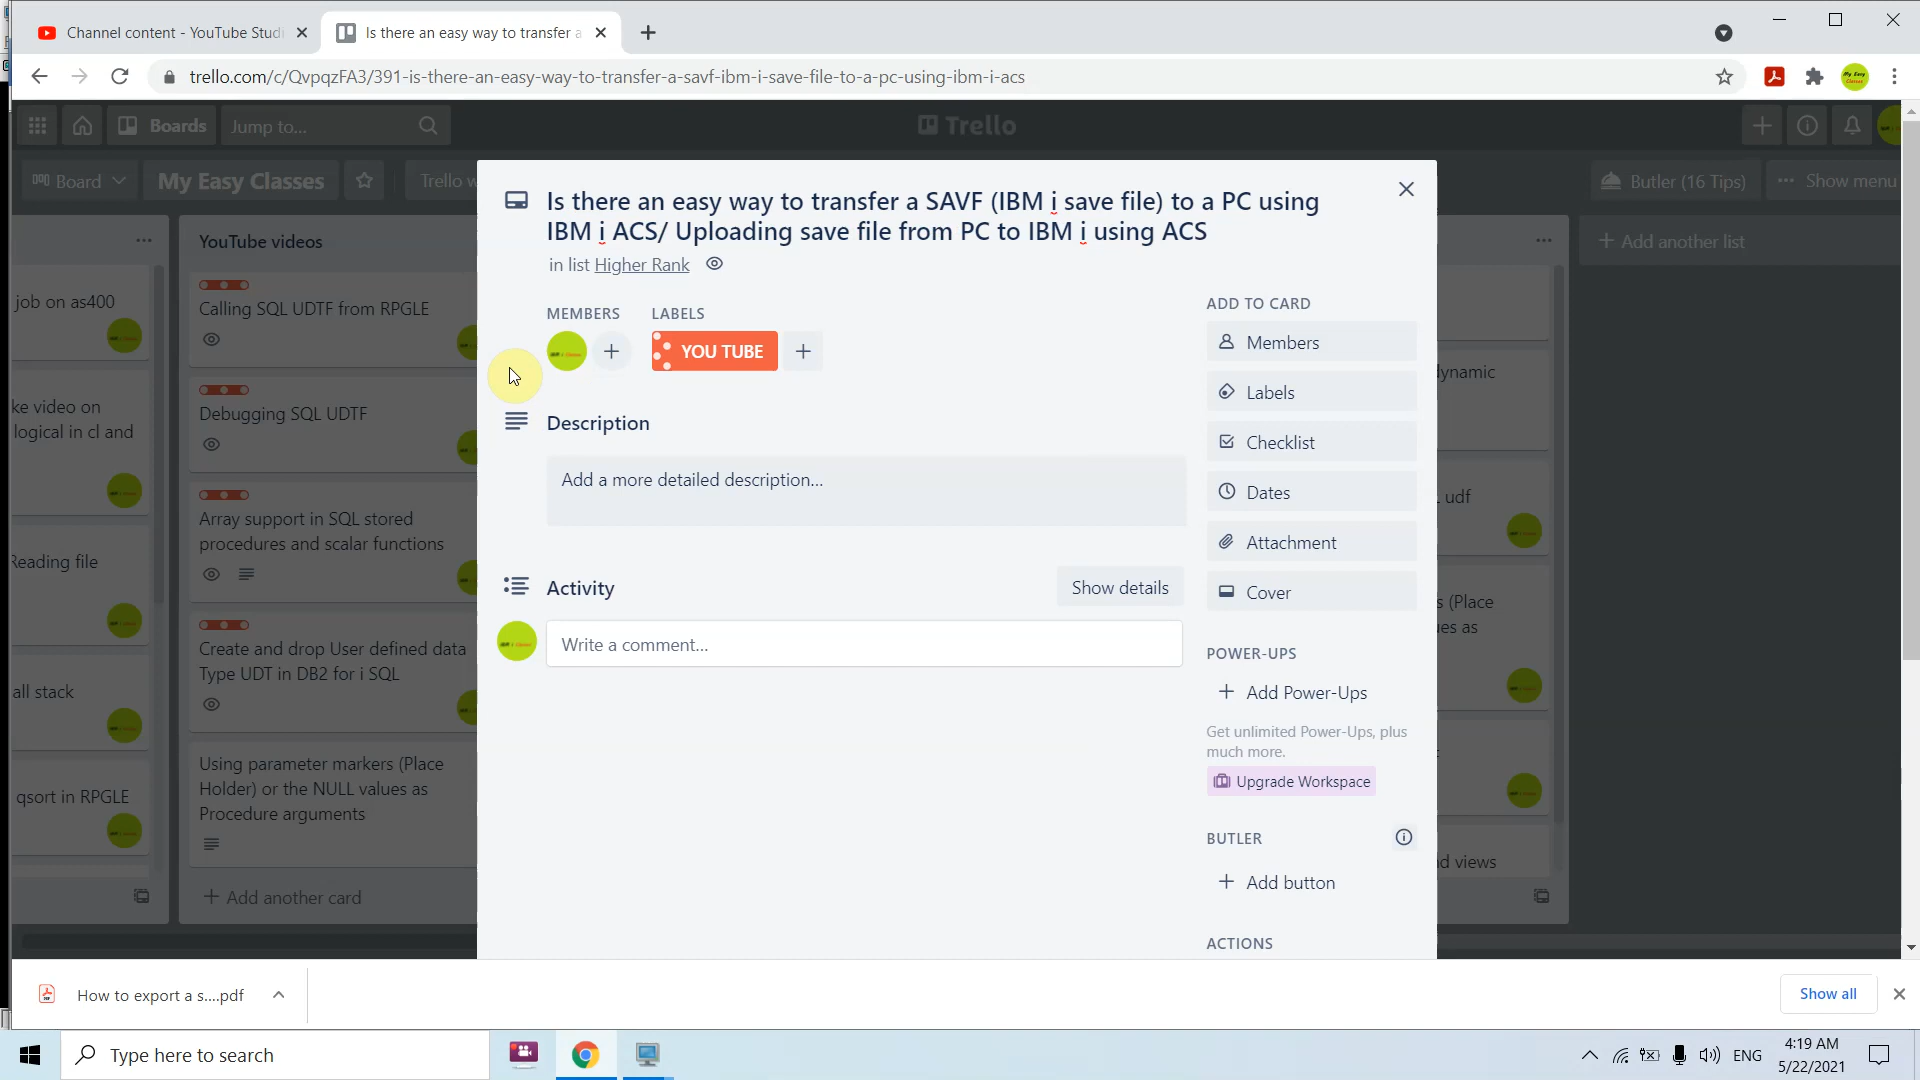 Channel content - YouTube Studi
Is there an easy way to transfer a
trello.com/c/QvpqzFA3/391-is-there-an-easy-way-to-transfer-a-savf-ibm-i-save-file-to-a-pc-using-ibm-i-acs
Boards
Jump to...
Trello
Board
My Easy Classes
Trello w
Butler (16 Tips)
Show menu
job on as400
ke video on
logical in cl and
Reading file
all stack
qsort in RPGLE
YouTube videos
Calling SQL UDTF from RPGLE
Debugging SQL UDTF
Array support in SQL stored
procedures and scalar functions
Create and drop User defined data
Type UDT in DB2 for i SQL
Using parameter markers (Place
Holder) or the NULL values as
Procedure arguments
+ Add another card
Is there an easy way to transfer a SAVF (IBM i save file) to a PC using
IBM i ACS/ Uploading save file from PC to IBM i using ACS
in list Higher Rank
MEMBERS
LABELS
YOU TUBE
Description
Add a more detailed description...
Activity
Show details
Write a comment...
ADD TO CARD
Members
Labels
Checklist
Dates
Attachment
Cover
POWER-UPS
+ Add Power-Ups
Get unlimited Power-Ups, plus
much more.
Upgrade Workspace
BUTLER
+ Add button
ACTIONS
dynamic
udf
s (Place
ues as
nd views
+ Add another list
How to export a s....pdf
Show all
Type here to search
ENG
4:19 AM
5/22/2021